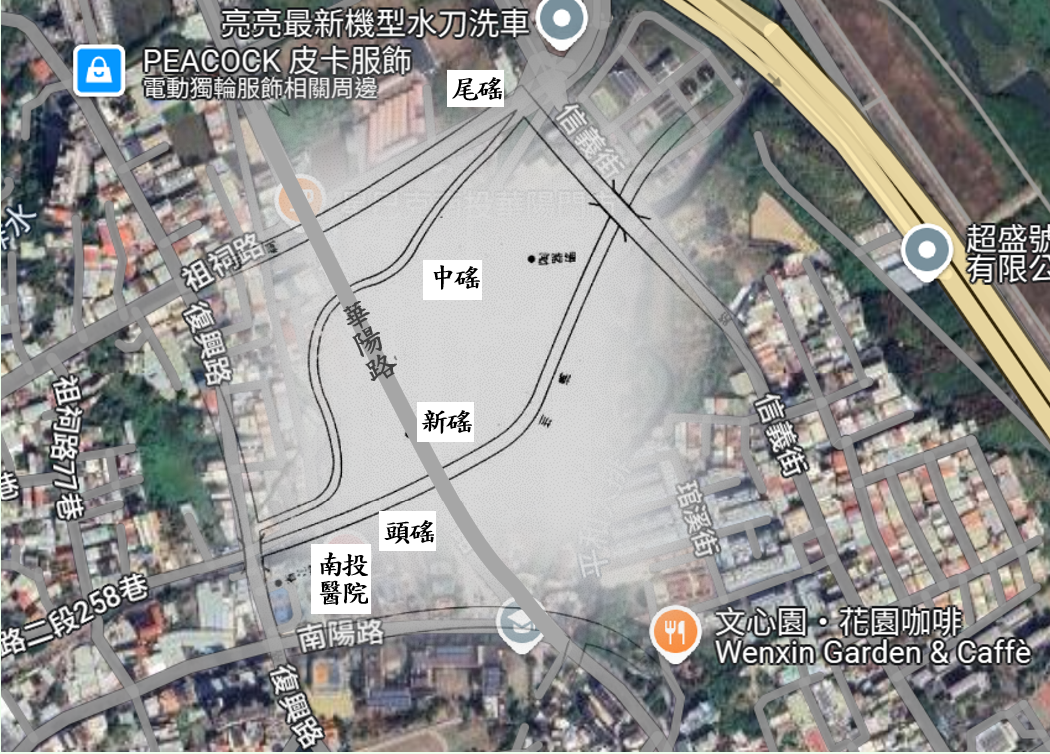 亮亮最新機型水刀洗車
PEACOCK 皮卡服飾
電動獨輪服飾相關周邊
尾磘
信義街
祖祠路
超盛號
有限公
中磘
復興路
華陽路
祖祠路77巷
新磘
信義街
頭磘
琯溪街
南投
醫院
路二段258巷
南陽路
文心園・花園咖啡
Wenxin Garden & Caffè
復興路